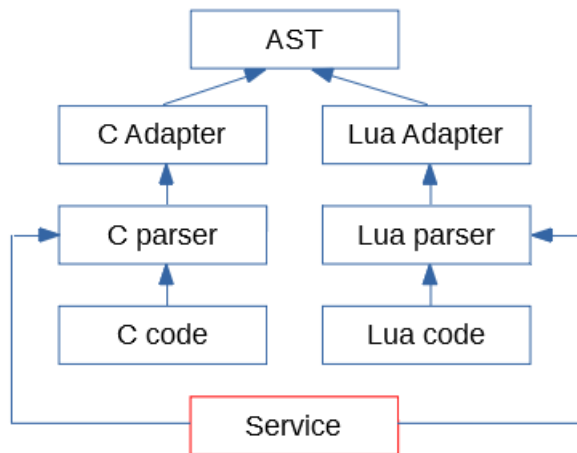 AST
C Adapter
Lua Adapter
C parser
Lua parser
C code
Lua code
Service